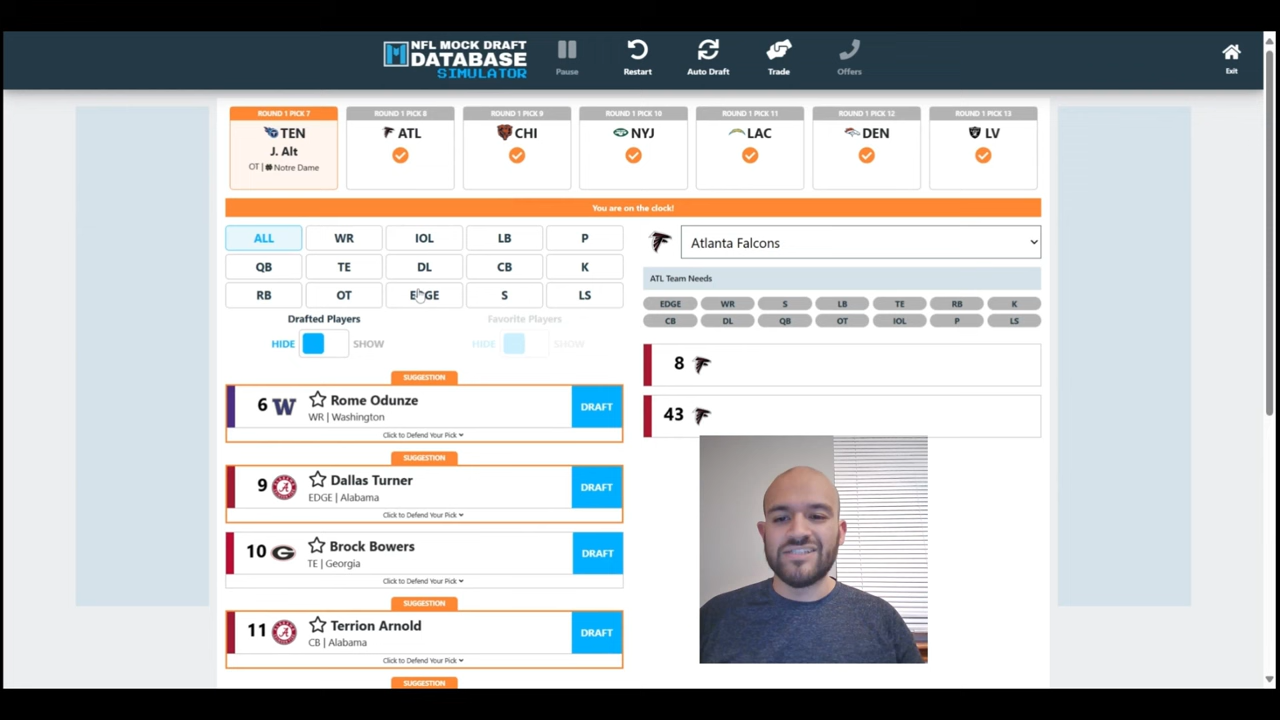 NFL MOCK DRAFT
DATABASE
SIMULATOR
Pause
Restart
Auto Draft
Trade
Offers
Exit
ROUND 1 PICK 7
TEN
J. Alt
OT | Notre Dame
ROUND 1 PICK 8
ATL
ROUND 1 PICK 9
CHI
ROUND 1 PICK 10
NYJ
ROUND 1 PICK 11
LAC
ROUND 1 PICK 12
DEN
ROUND 1 PICK 13
LV
You are on the clock!
ALL WR IOL LB P
QB TE DL CB K
RB OT EDGE S LS
Drafted Players
HIDE SHOW
Favorite Players
HIDE SHOW
SUGGESTION
6 W Rome Odunze
WR | Washington
DRAFT
Click to Defend Your Pick
SUGGESTION
9 A Dallas Turner
EDGE | Alabama
DRAFT
Click to Defend Your Pick
10 G Brock Bowers
TE | Georgia
DRAFT
Click to Defend Your Pick
SUGGESTION
11 A Terrion Arnold
CB | Alabama
DRAFT
Click to Defend Your Pick
SUGGESTION
Atlanta Falcons
ATL Team Needs
EDGE WR S LB TE RB K
CB DL QB OT IOL P LS
8
43